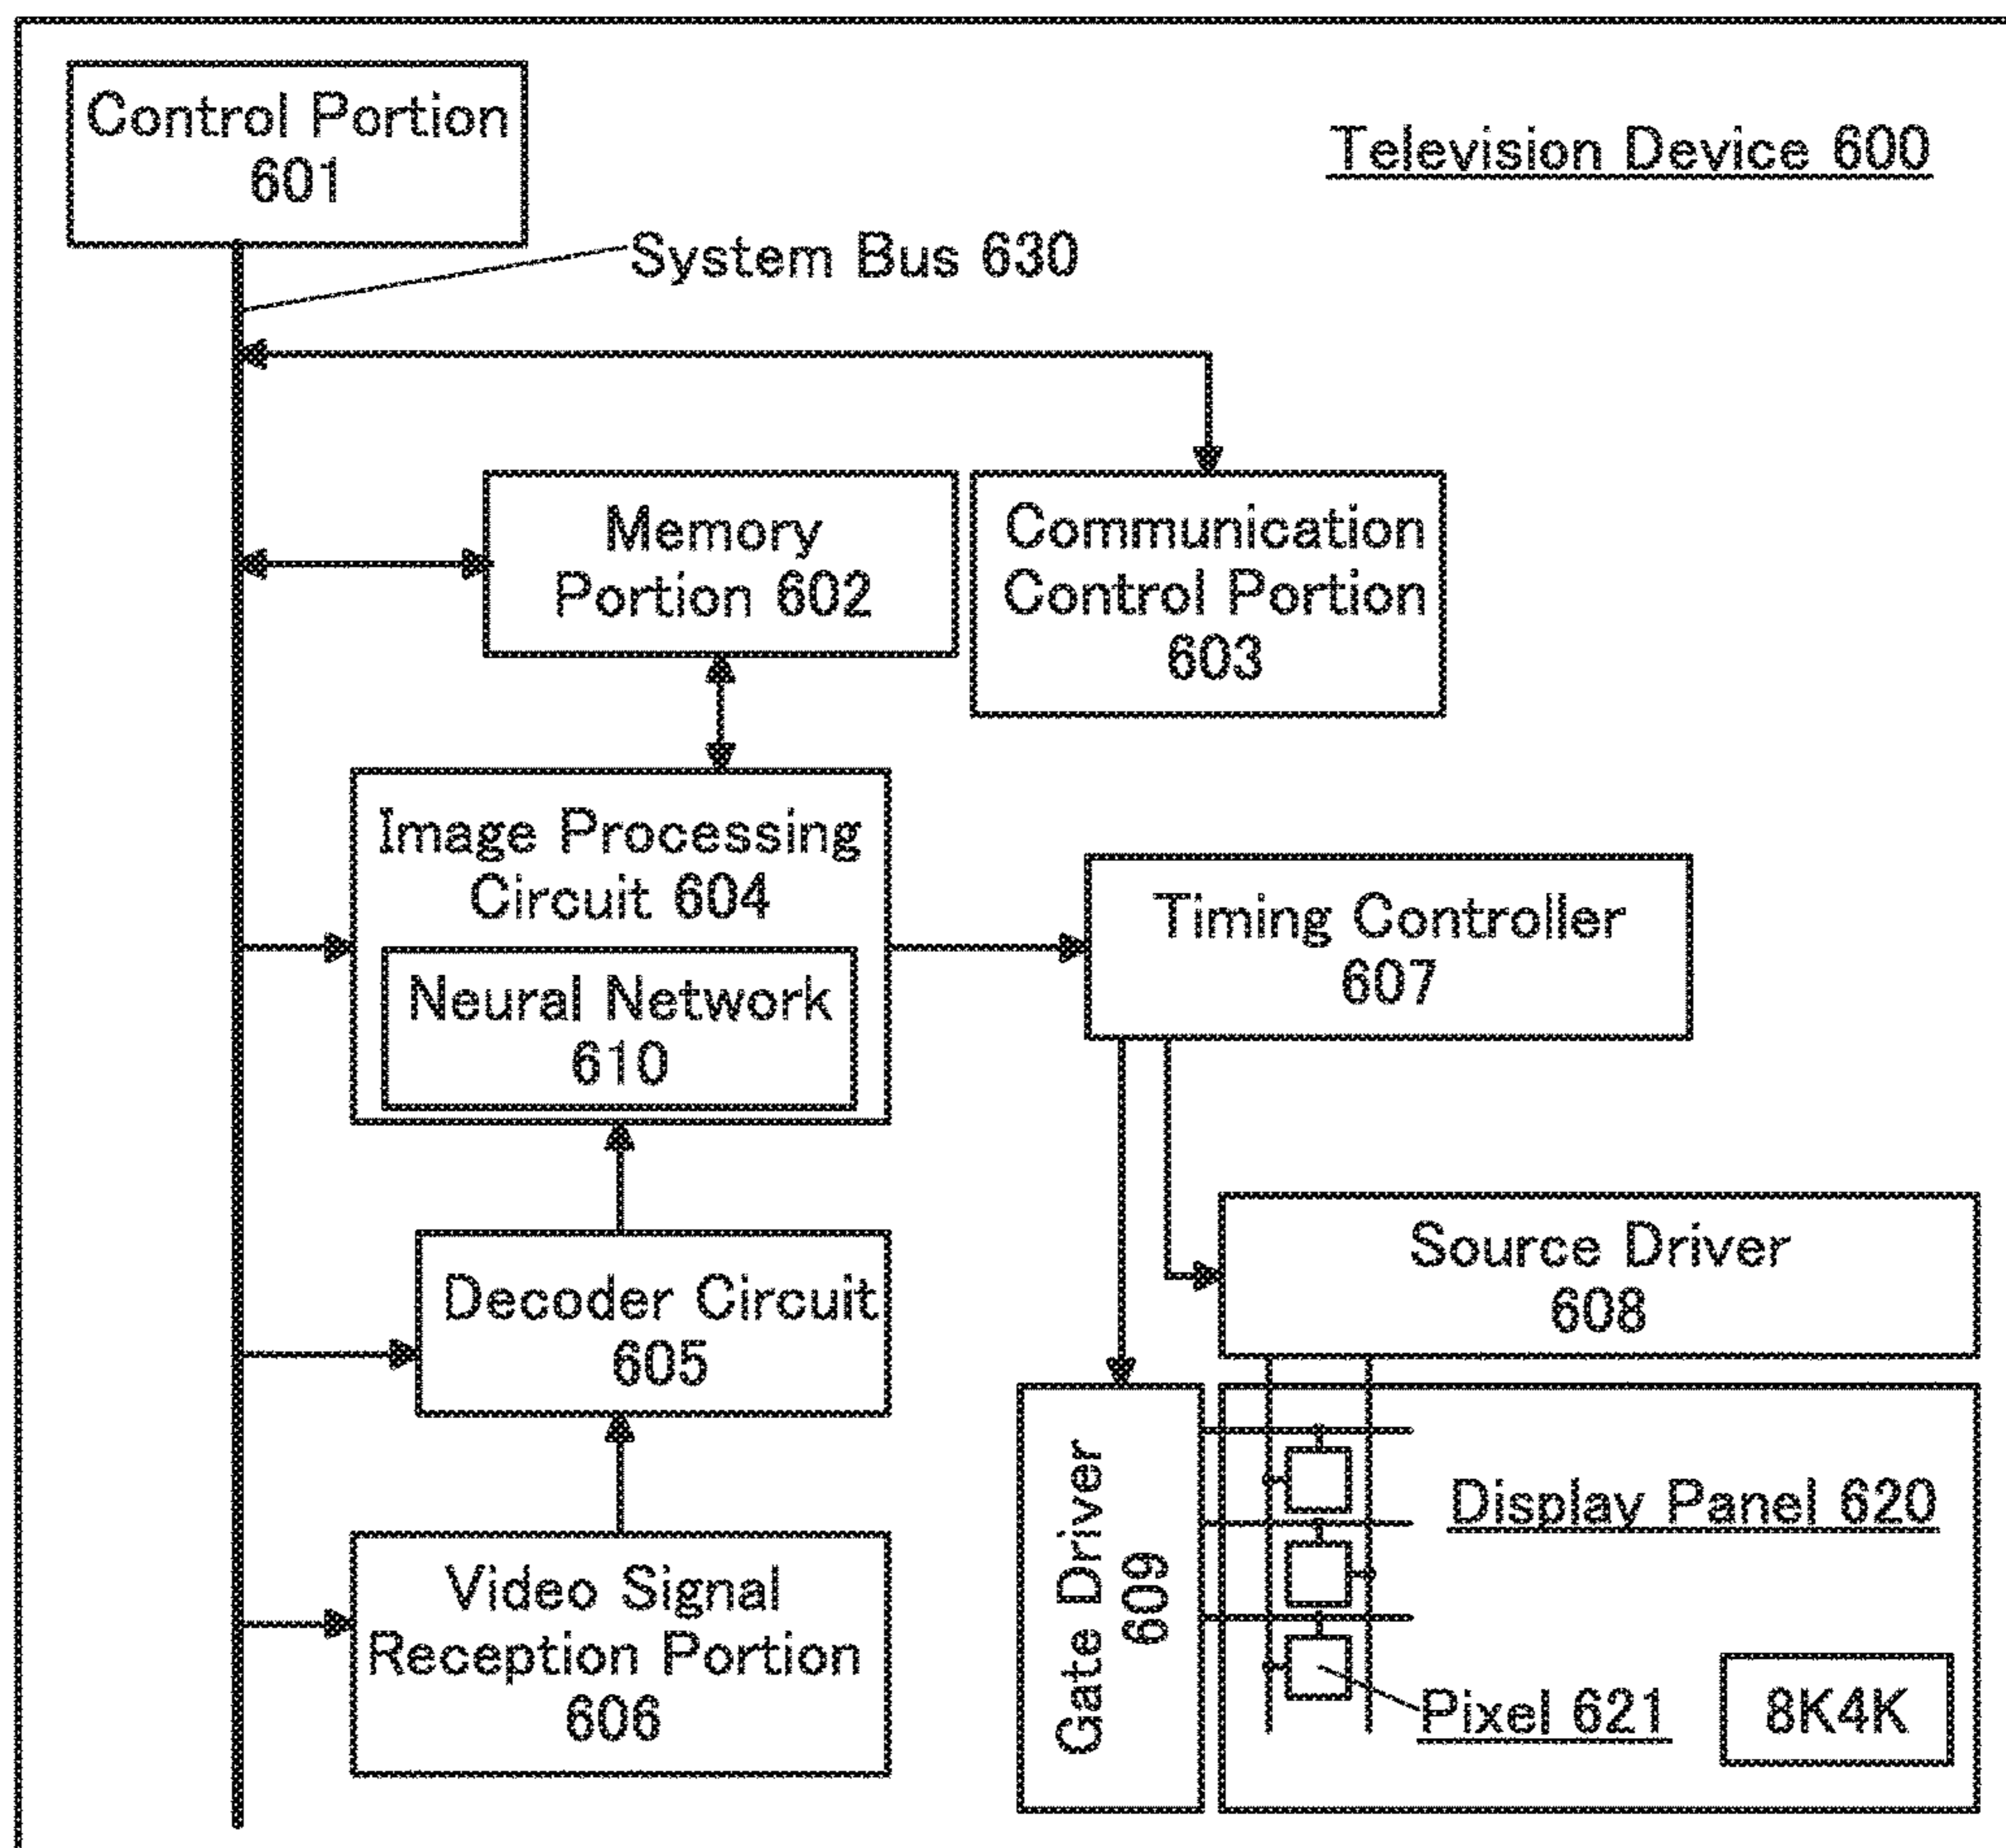 Control Portion
601
Television Device 600
System Bus 630
Memory
Portion 602
Communication
Control Portion
603
Image Processing
Circuit 604
Neural Network
610
Timing Controller
607
Decoder Circuit
605
Source Driver
608
Gate Driver
609
Display Panel 620
Video Signal
Reception Portion
606
Pixel 621
8K4K